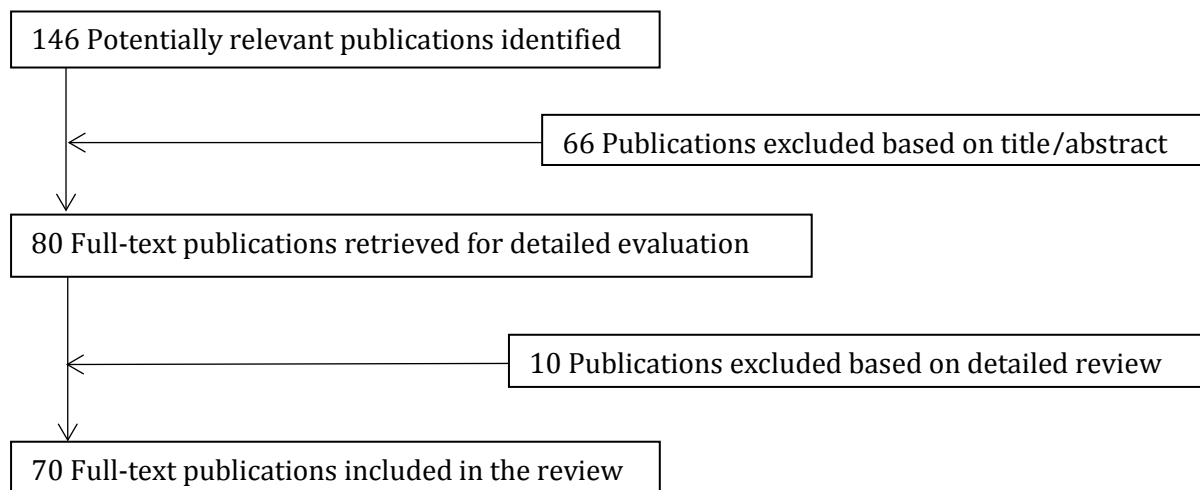 146 Potentially relevant publications identified
66 Publications excluded based on title/abstract
80 Full-text publications retrieved for detailed evaluation
10 Publications excluded based on detailed review
70 Full-text publications included in the review